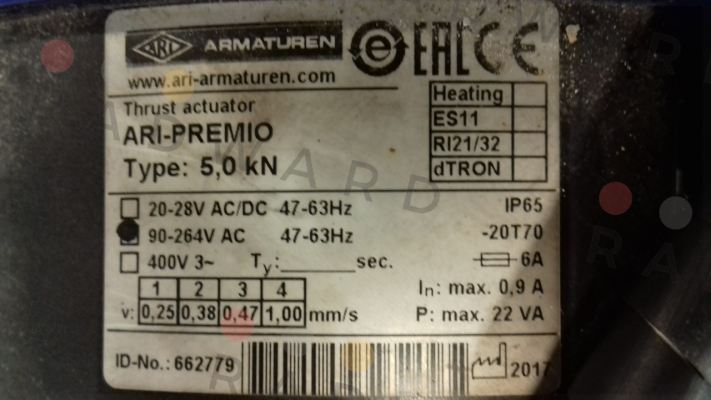 ARI ARMATUREN e EAC CE
www.ari-armaturen.com
Thrust actuator
ARI-PREMIO
Type: 5,0 kN
Heating
ES11
RI21/32
dTRON
20-28V AC/DC 47-63Hz IP65
90-264V AC 47-63Hz -20T70
400V 3~ Ty:______sec. 6A
1 2 3 4 In: max. 0,9 A
v: 0,25 0,38 0,47 1,00 mm/s P: max. 22 VA
ID-No.: 662779 2017